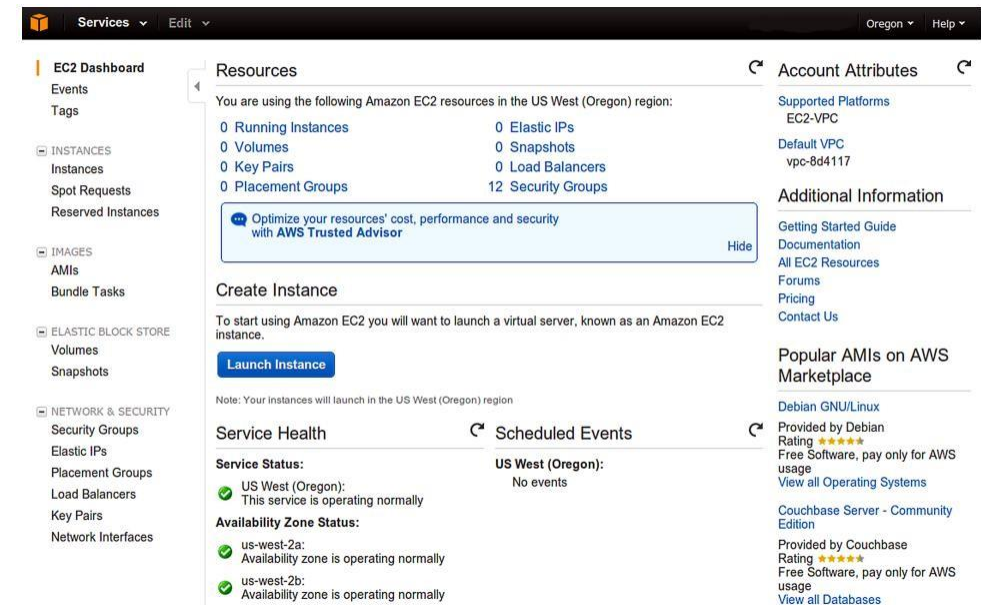 Services Edit Oregon Help
EC2 Dashboard
Events
Tags
INSTANCES
Instances
Spot Requests
Reserved Instances
IMAGES
AMIs
Bundle Tasks
ELASTIC BLOCK STORE
Volumes
Snapshots
NETWORK & SECURITY
Security Groups
Elastic IPs
Placement Groups
Load Balancers
Key Pairs
Network Interfaces
Resources
You are using the following Amazon EC2 resources in the US West (Oregon) region:
0 Running Instances 0 Elastic IPs
0 Volumes 0 Snapshots
0 Key Pairs 0 Load Balancers
0 Placement Groups 12 Security Groups
Optimize your resources' cost, performance and security
with AWS Trusted Advisor
Hide
Create Instance
To start using Amazon EC2 you will want to launch a virtual server, known as an Amazon EC2
instance.
Launch Instance
Note: Your instances will launch in the US West (Oregon) region
Service Health
Service Status:
US West (Oregon):
This service is operating normally
Availability Zone Status:
us-west-2a:
Availability zone is operating normally
us-west-2b:
Availability zone is operating normally
Scheduled Events
US West (Oregon):
No events
Account Attributes
Supported Platforms
EC2-VPC
Default VPC
vpc-8d4117
Additional Information
Getting Started Guide
Documentation
All EC2 Resources
Forums
Pricing
Contact Us
Popular AMIs on AWS
Marketplace
Debian GNU/Linux
Provided by Debian
Rating
Free Software, pay only for AWS
usage
View all Operating Systems
Couchbase Server - Community
Edition
Provided by Couchbase
Rating
Free Software, pay only for AWS
usage
View all Databases